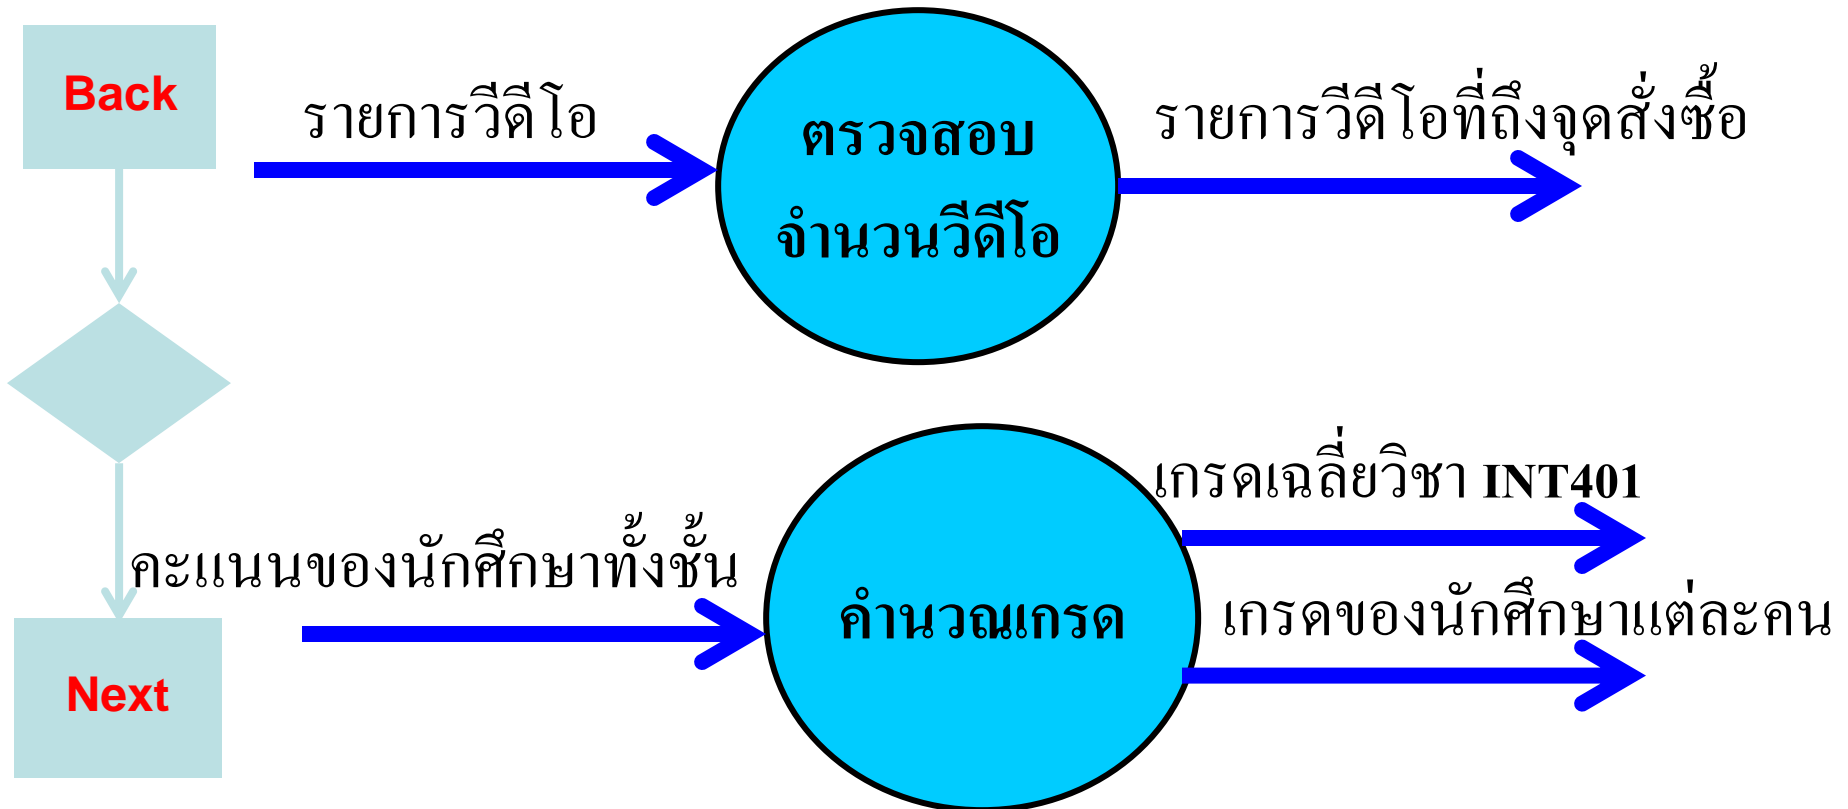 Back
รายการวีดีโอ
ตรวจสอบ
จำนวนวีดีโอ
รายการวีดีโอที่ถึงจุดสั่งซื้อ
คะแนนของนักศึกษาทั้งชั้น
คำนวณเกรด
เกรดเฉลี่ยวิชา INT401
เกรดของนักศึกษาแต่ละคน
Next